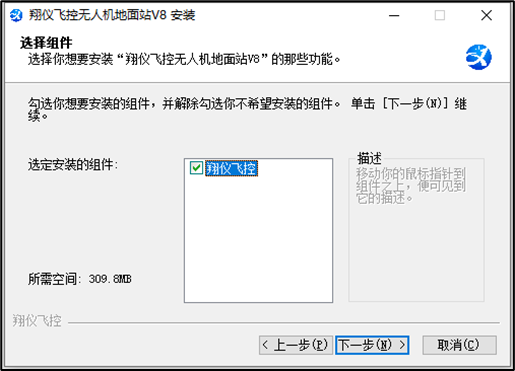 翔仪飞控无人机地面站V8 安装
选择组件
选择你想要安装“翔仪飞控无人机地面站V8”的那些功能。
勾选你想要安装的组件，并解除勾选你不希望安装的组件。 单击 [下一步(N)] 继
续。
选定安装的组件:
翔仪飞控
描述
移动你的鼠标指针到
组件之上，便可见到
它的描述。
所需空间: 309.8MB
翔仪飞控
< 上一步(P)
下一步(N) >
取消(C)